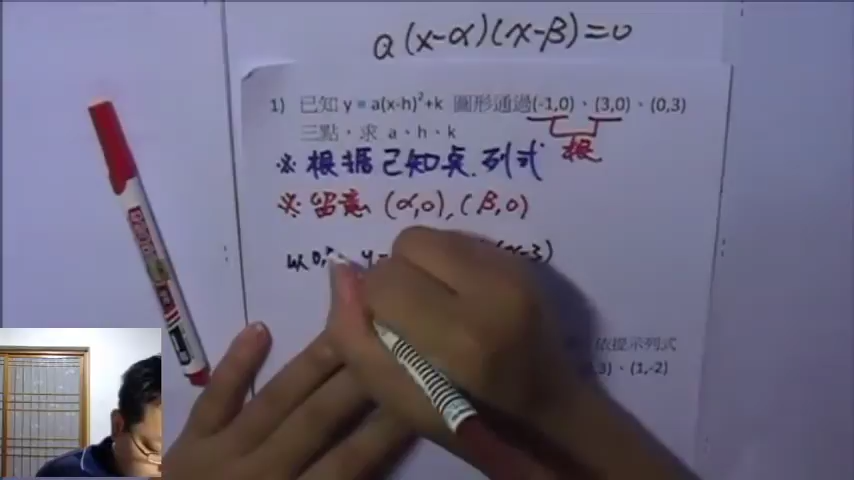 a(x-α)(x-β)=0
1) 已知 y = a(x-h)²+k 圖形通過(-1,0)、(3,0)、(0,3)
三點,求 a、h、k
根
※根據已知点.列式
※留意 (α,0),(β,0)
y= (x-3)
依提示列式
3)、(1,-2)